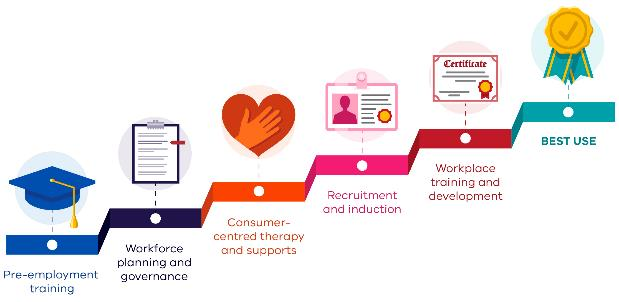 Pre-employment
training
Workforce
planning and
governance
Consumer-
centred therapy
and supports
Recruitment
and induction
Certificate
Workplace
training and
development
BEST USE